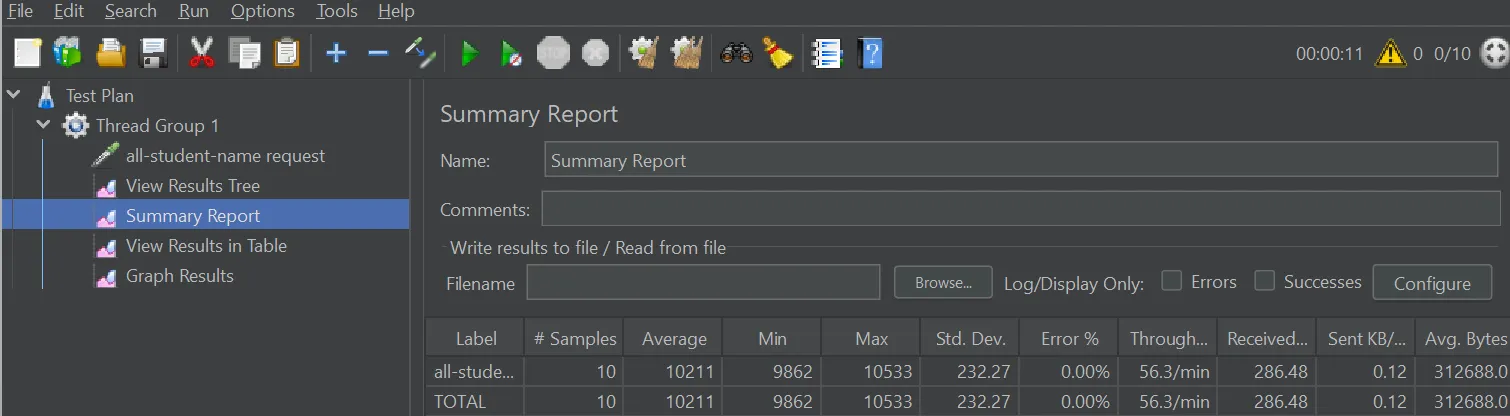 File Edit Search Run Options Tools Help
STOP 00:00:11 0 0/10
Test Plan
Thread Group 1
all-student-name request
View Results Tree
Summary Report
View Results in Table
Graph Results
Summary Report
Name: Summary Report
Comments:
Write results to file / Read from file
Filename Browse... Log/Display Only: Errors Successes Configure
Label # Samples Average Min Max Std. Dev. Error % Through... Received... Sent KB/... Avg. Bytes
all-stude... 10 10211 9862 10533 232.27 0.00% 56.3/min 286.48 0.12 312688.0
TOTAL 10 10211 9862 10533 232.27 0.00% 56.3/min 286.48 0.12 312688.0